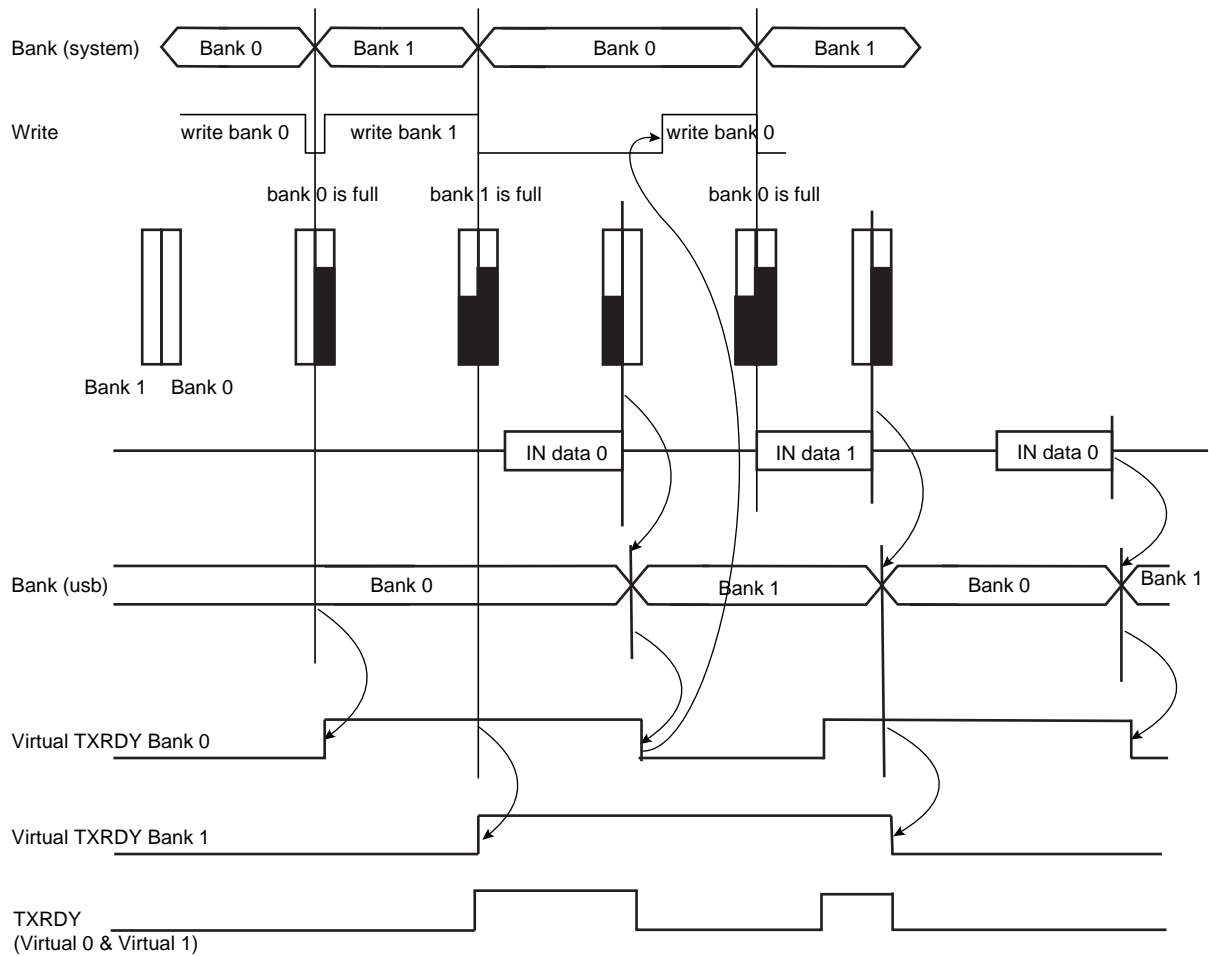 Bank (system)
Bank 0
Bank 1
Bank 0
Bank 1
Write
write bank 0
write bank 1
write bank 0
bank 0 is full
bank 1 is full
bank 0 is full
Bank 1
Bank 0
IN data 0
IN data 1
IN data 0
Bank (usb)
Bank 0
Bank 1
Bank 0
Bank 1
Virtual TXRDY Bank 0
Virtual TXRDY Bank 1
TXRDY
(Virtual 0 & Virtual 1)